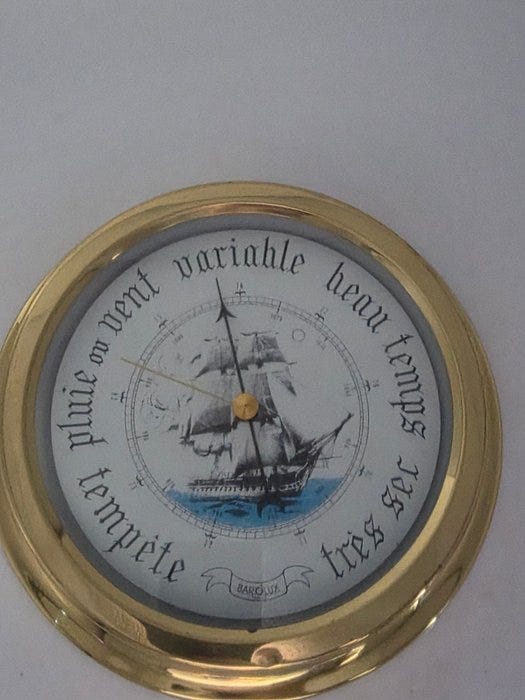 tempête
pluie ou vent
variable
beau temps
très sec
BAROLUX